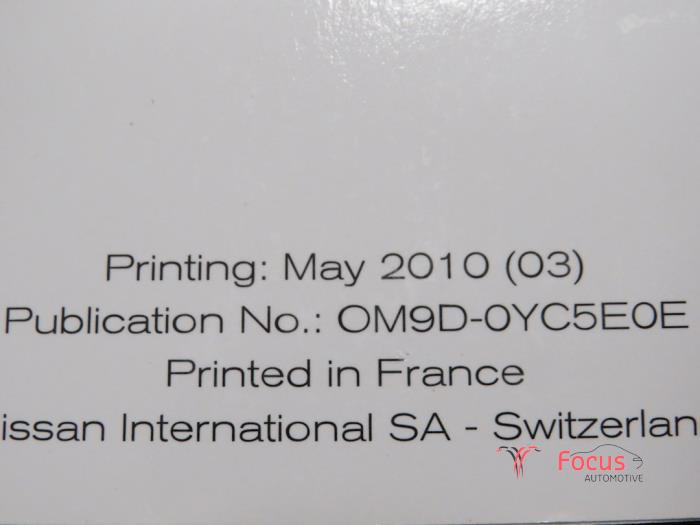 Printing: May 2010 (03)
Publication No.: OM9D-0YC5E0E
Printed in France
issan International SA - Switzerlan
Focus
AUTOMOTIVE